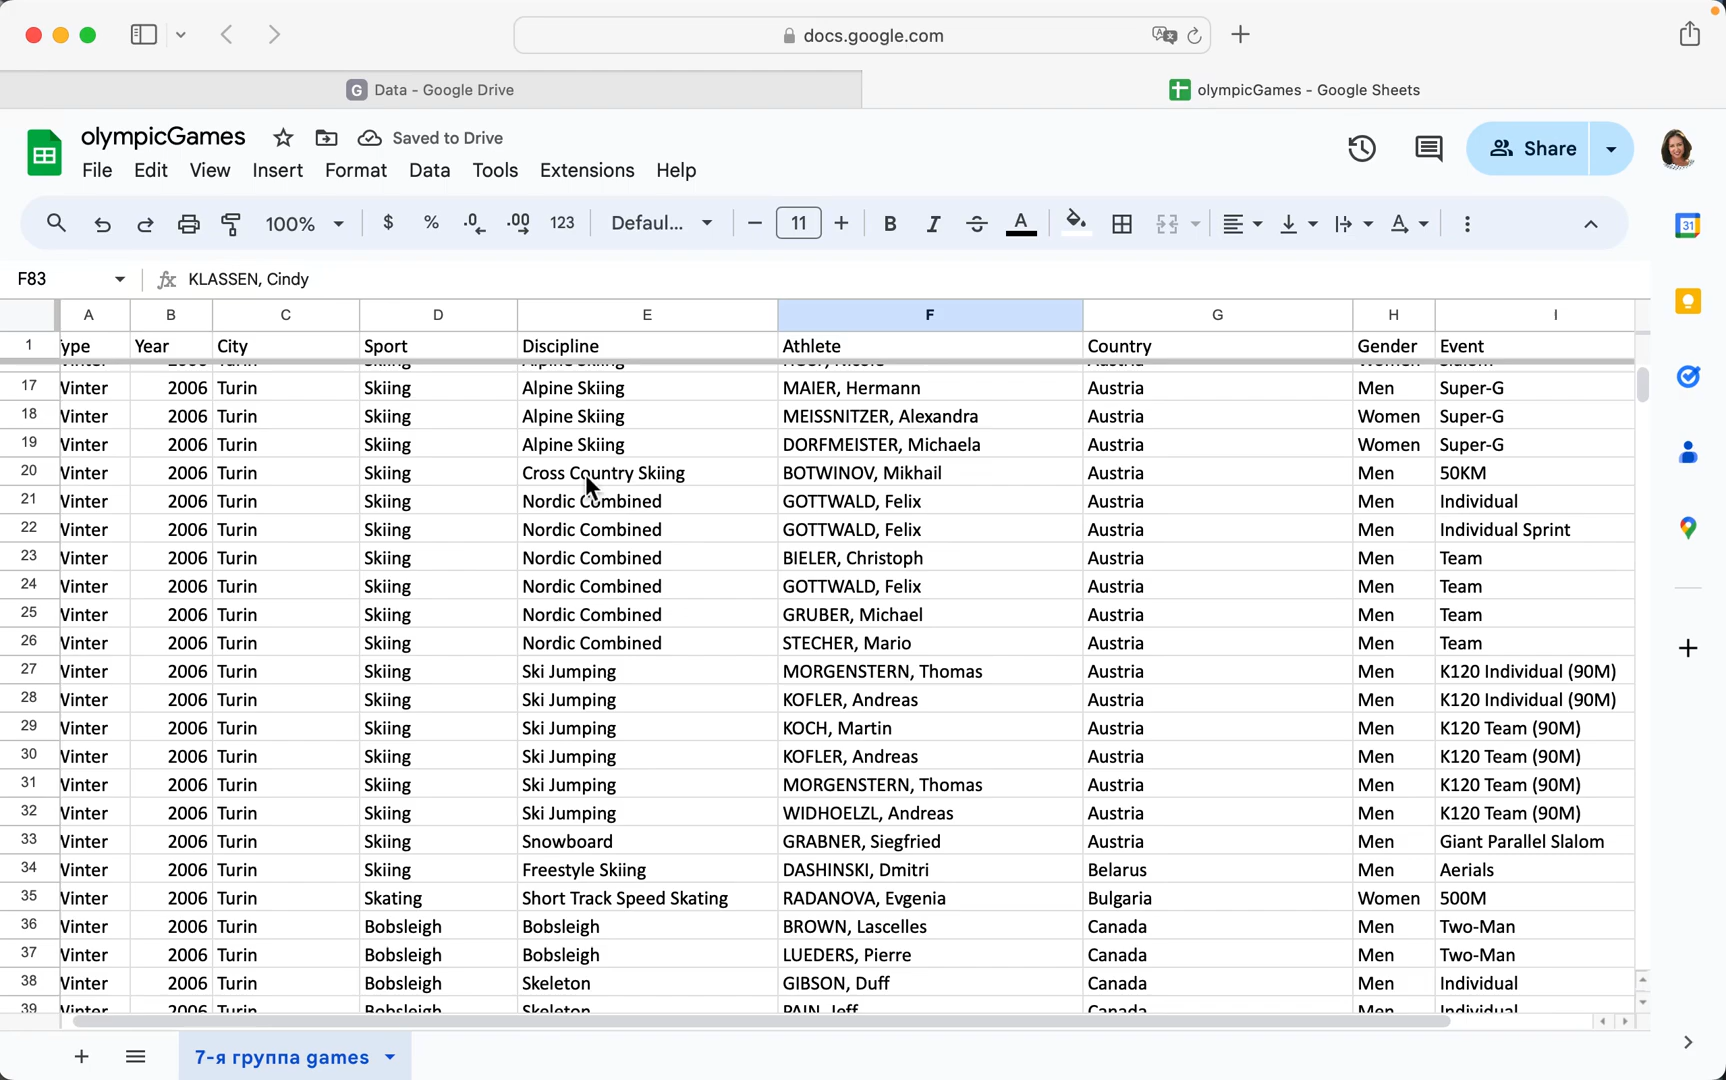 docs.google.com
G Data - Google Drive
olympicGames - Google Sheets
olympicGames Saved to Drive
File Edit View Insert Format Data Tools Extensions Help
Share
100% $ % .0 .00 123 Defaul... 11 B I A A
31
F83 fx KLASSEN, Cindy
A B C D E F G H I
1 ype Year City Sport Discipline Athlete Country Gender Event
17 Vinter 2006 Turin Skiing Alpine Skiing MAIER, Hermann Austria Men Super-G
18 Vinter 2006 Turin Skiing Alpine Skiing MEISSNITZER, Alexandra Austria Women Super-G
19 Vinter 2006 Turin Skiing Alpine Skiing DORFMEISTER, Michaela Austria Women Super-G
20 Vinter 2006 Turin Skiing Cross Country Skiing BOTWINOV, Mikhail Austria Men 50KM
21 Vinter 2006 Turin Skiing Nordic Combined GOTTWALD, Felix Austria Men Individual
22 Vinter 2006 Turin Skiing Nordic Combined GOTTWALD, Felix Austria Men Individual Sprint
23 Vinter 2006 Turin Skiing Nordic Combined BIELER, Christoph Austria Men Team
24 Vinter 2006 Turin Skiing Nordic Combined GOTTWALD, Felix Austria Men Team
25 Vinter 2006 Turin Skiing Nordic Combined GRUBER, Michael Austria Men Team
26 Vinter 2006 Turin Skiing Nordic Combined STECHER, Mario Austria Men Team
27 Vinter 2006 Turin Skiing Ski Jumping MORGENSTERN, Thomas Austria Men K120 Individual (90M)
28 Vinter 2006 Turin Skiing Ski Jumping KOFLER, Andreas Austria Men K120 Individual (90M)
29 Vinter 2006 Turin Skiing Ski Jumping KOCH, Martin Austria Men K120 Team (90M)
30 Vinter 2006 Turin Skiing Ski Jumping KOFLER, Andreas Austria Men K120 Team (90M)
31 Vinter 2006 Turin Skiing Ski Jumping MORGENSTERN, Thomas Austria Men K120 Team (90M)
32 Vinter 2006 Turin Skiing Ski Jumping WIDHOELZL, Andreas Austria Men K120 Team (90M)
33 Vinter 2006 Turin Skiing Snowboard GRABNER, Siegfried Austria Men Giant Parallel Slalom
34 Vinter 2006 Turin Skiing Freestyle Skiing DASHINSKI, Dmitri Belarus Men Aerials
35 Vinter 2006 Turin Skating Short Track Speed Skating RADANOVA, Evgenia Bulgaria Women 500M
36 Vinter 2006 Turin Bobsleigh Bobsleigh BROWN, Lascelles Canada Men Two-Man
37 Vinter 2006 Turin Bobsleigh Bobsleigh LUEDERS, Pierre Canada Men Two-Man
38 Vinter 2006 Turin Bobsleigh Skeleton GIBSON, Duff Canada Men Individual
39 Vinter 2006 Turin Bobsleigh Skeleton PAIN, Jeff Canada Men Individual
7-я группа games